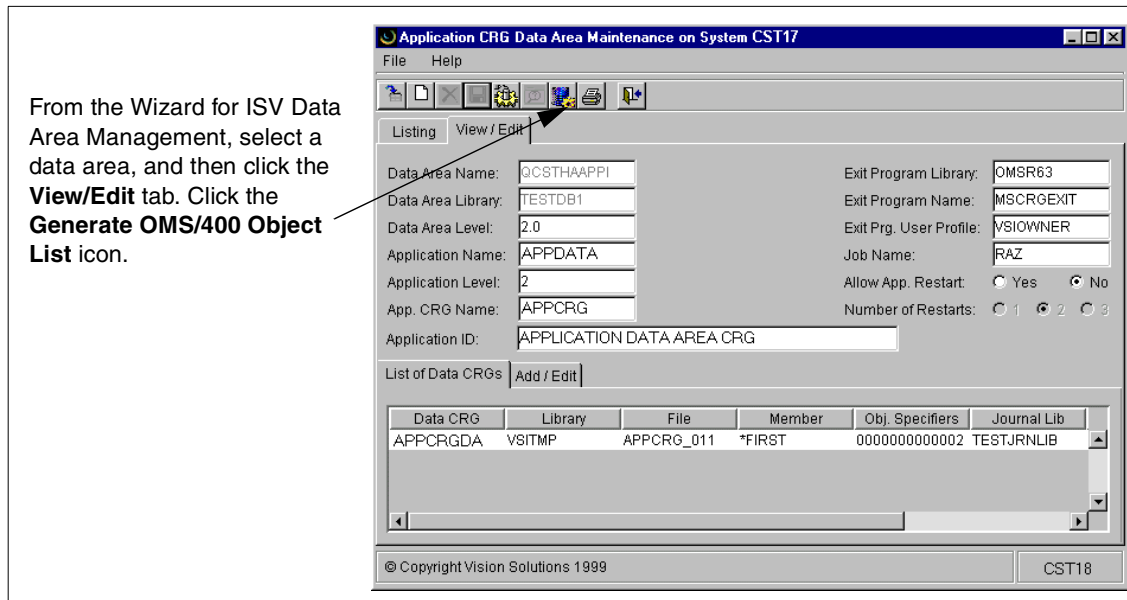 From the Wizard for ISV Data
Area Management, select a
data area, and then click the
View/Edit tab. Click the
Generate OMS/400 Object
List icon.
Application CRG Data Area Maintenance on System CST17
File Help
Listing View / Edit
Data Area Name: QCSTHAAPPI
Data Area Library: TESTDB1
Data Area Level: 2.0
Application Name: APPDATA
Application Level: 2
App. CRG Name: APPCRG
Application ID: APPLICATION DATA AREA CRG
Exit Program Library: OMSR63
Exit Program Name: MSCRGEXIT
Exit Prg. User Profile: VSIOWNER
Job Name: RAZ
Allow App. Restart: Yes No
Number of Restarts: 1 2 3
List of Data CRGs Add / Edit
Data CRG Library File Member Obj. Specifiers Journal Lib
APPCRGDA VSITMP APPCRG_011 *FIRST 0000000000002 TESTJRNLIB
© Copyright Vision Solutions 1999 CST18